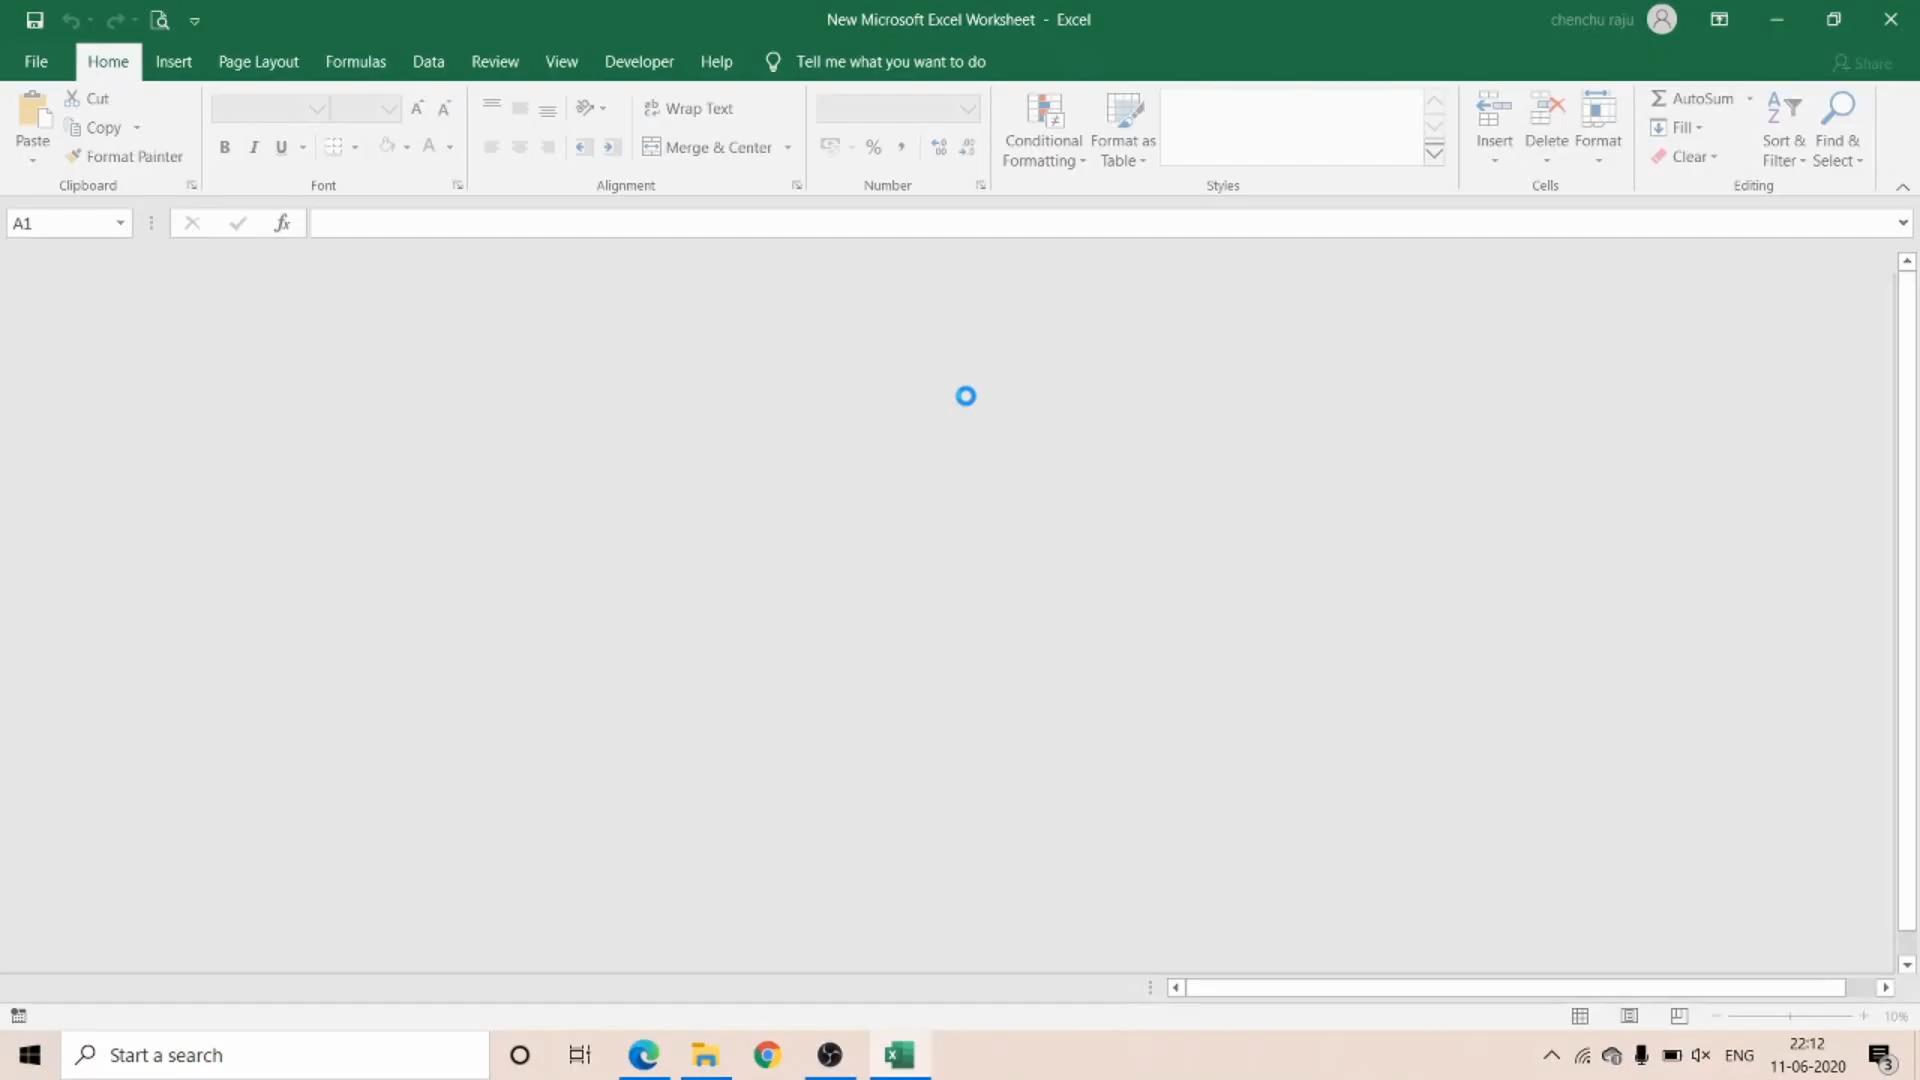 New Microsoft Excel Worksheet - Excel
chenchu raju
File Home Insert Page Layout Formulas Data Review View Developer Help Tell me what you want to do
Share
Paste
Cut
Copy
Format Painter
Clipboard
B I U
Font
Wrap Text
Merge & Center
Alignment
%
Number
Conditional Formatting
Format as Table
Styles
Insert
Delete
Format
Cells
AutoSum
Fill
Clear
Sort & Filter
Find & Select
Editing
A1
fx
10%
Start a search
ENG
22:12
11-06-2020
3